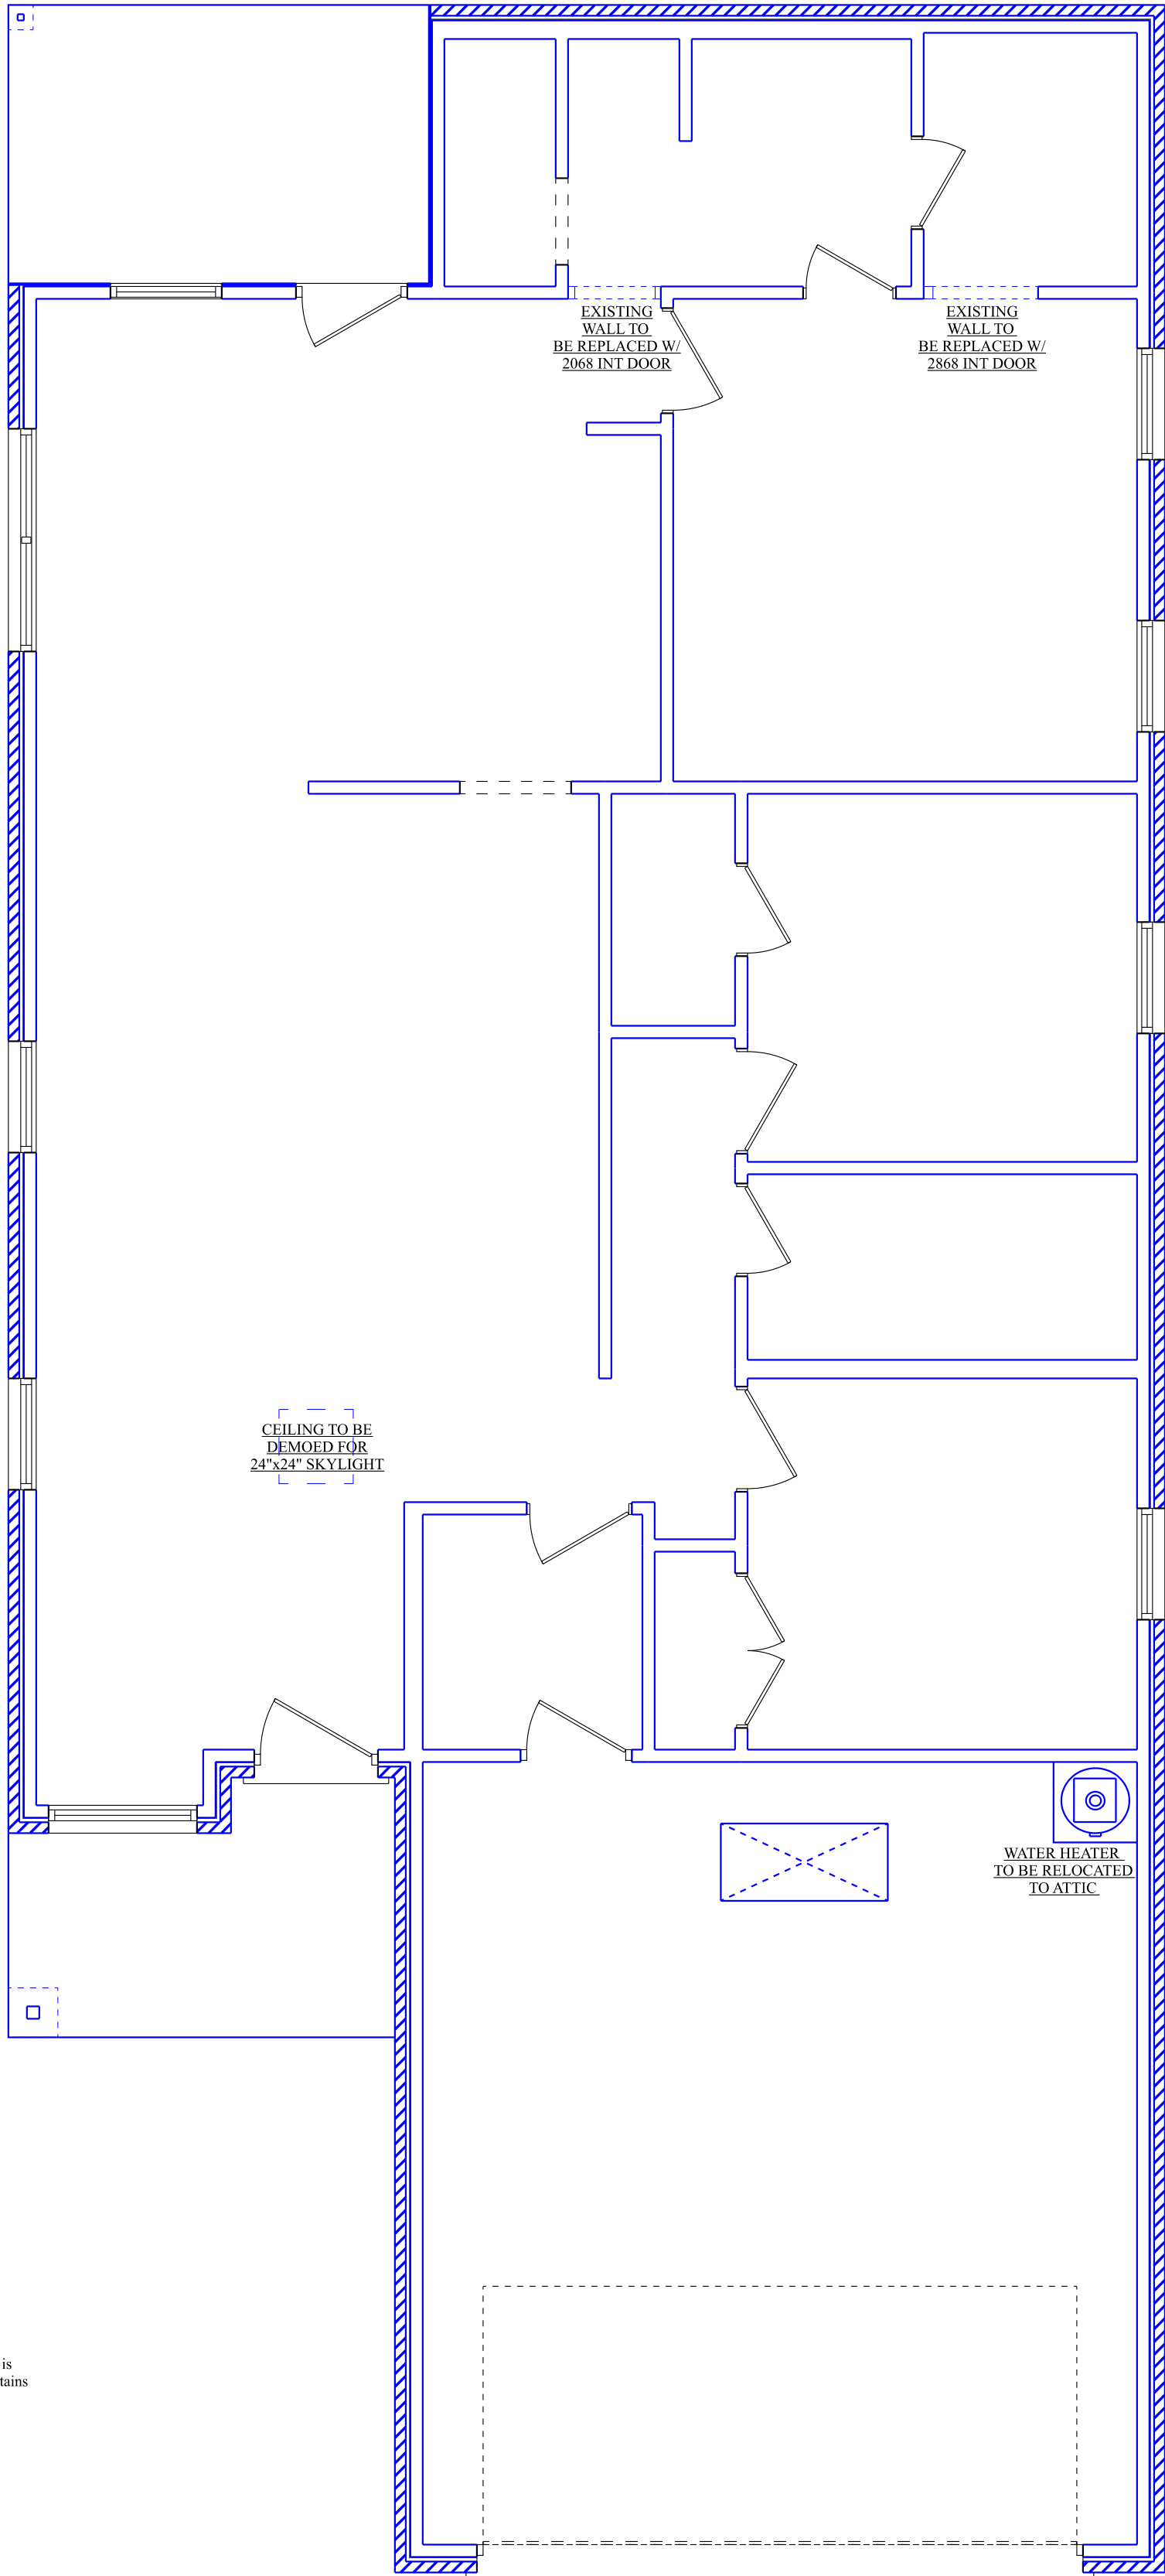 EXISTING
WALL TO
BE REPLACED W/
2068 INT DOOR
EXISTING
WALL TO
BE REPLACED W/
2868 INT DOOR
CEILING TO BE
DEMOED FOR
24"x24" SKYLIGHT
WATER HEATER
TO BE RELOCATED
TO ATTIC
is
tains